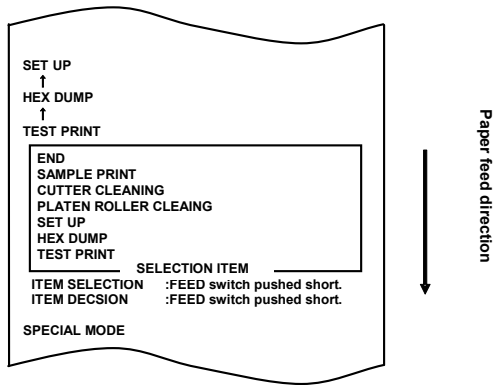 SET UP
↑
HEX DUMP
↑
TEST PRINT
END
SAMPLE PRINT
CUTTER CLEANING
PLATEN ROLLER CLEAING
SET UP
HEX DUMP
TEST PRINT
SELECTION ITEM
ITEM SELECTION :FEED switch pushed short.
ITEM DECSION :FEED switch pushed short.
SPECIAL MODE
Paper feed direction